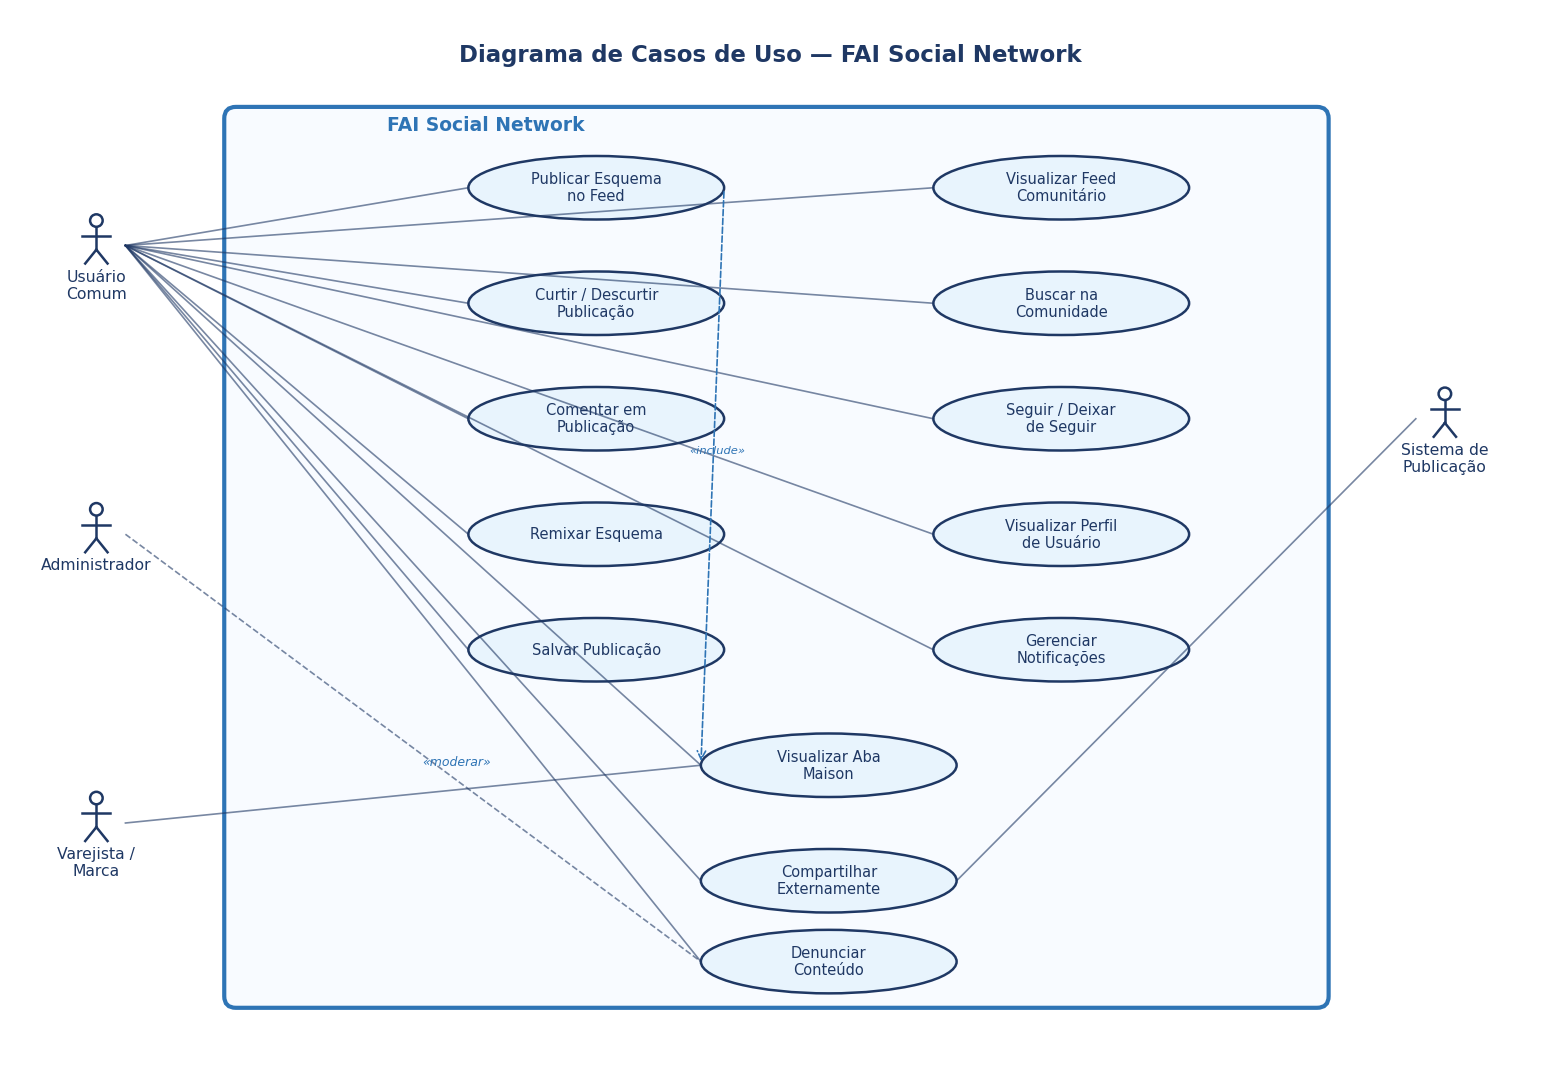 Diagrama de Casos de Uso — FAI Social Network
FAI Social Network
Publicar Esquema
no Feed
Visualizar Feed
Comunitário
Usuário
Comum
Curtir / Descurtir
Publicação
Buscar na
Comunidade
Comentar em
Publicação
Seguir / Deixar
de Seguir
«include»
Sistema de
Publicação
Remixar Esquema
Visualizar Perfil
de Usuário
Administrador
Salvar Publicação
Gerenciar
Notificações
«moderar»
Visualizar Aba
Maison
Varejista /
Marca
Compartilhar
Externamente
Denunciar
Conteúdo